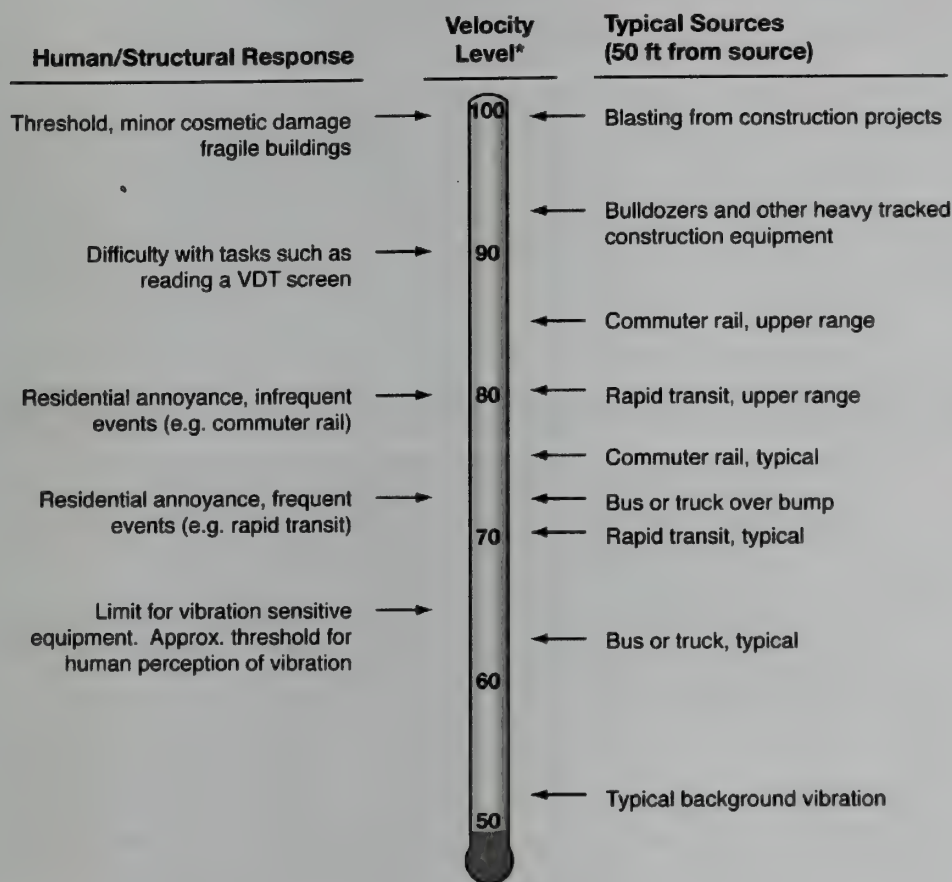 Human/Structural Response
Velocity
Level*
Typical Sources
(50 ft from source)
Threshold, minor cosmetic damage
fragile buildings
100
Blasting from construction projects
Bulldozers and other heavy tracked
construction equipment
Difficulty with tasks such as
reading a VDT screen
90
Commuter rail, upper range
Residential annoyance, infrequent
events (e.g. commuter rail)
80
Rapid transit, upper range
Commuter rail, typical
Residential annoyance, frequent
events (e.g. rapid transit)
Bus or truck over bump
70
Rapid transit, typical
Limit for vibration sensitive
equipment. Approx. threshold for
human perception of vibration
Bus or truck, typical
60
Typical background vibration
50